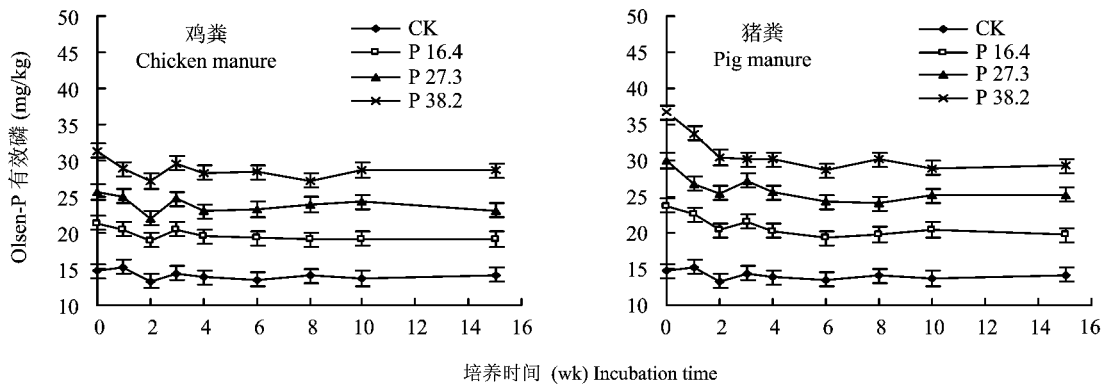 Olsen-P 有效磷 (mg/kg)
50
45
40
35
30
25
20
15
10
鸡粪
Chicken manure
CK
P 16.4
P 27.3
P 38.2
0 2 4 6 8 10 12 14 16
50
45
40
35
30
25
20
15
10
猪粪
Pig manure
CK
P 16.4
P 27.3
P 38.2
0 2 4 6 8 10 12 14 16
培养时间 (wk) Incubation time